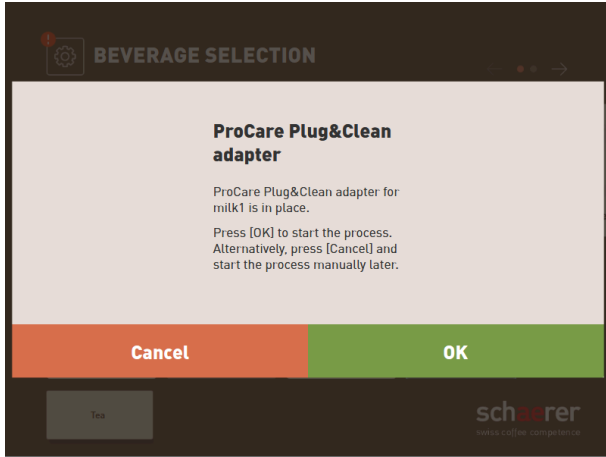 !
BEVERAGE SELECTION
ProCare Plug&Clean
adapter
ProCare Plug&Clean adapter for
milk1 is in place.
Press [OK] to start the process.
Alternatively, press [Cancel] and
start the process manually later.
Cancel
OK
Tea
schaerer
swiss coffee competence